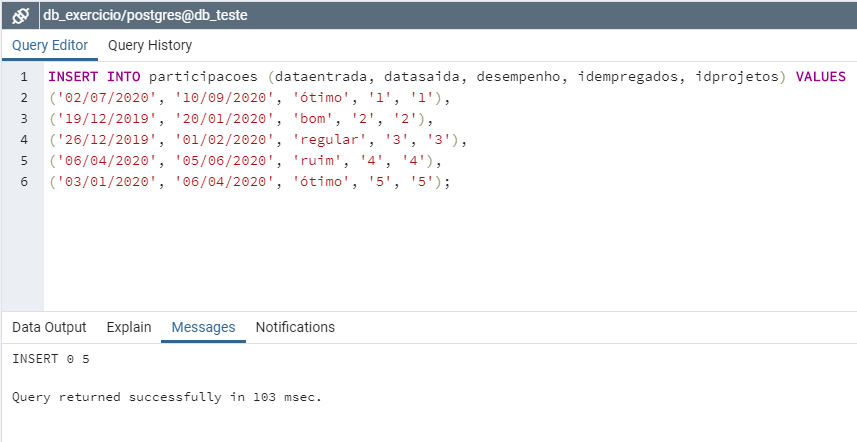 db_exercicio/postgres@db_teste
Query Editor Query History
1 INSERT INTO participacoes (dataentrada, datasaida, desempenho, idempregados, idprojetos) VALUES
2 ('02/07/2020', '10/09/2020', 'ótimo', '1', '1'),
3 ('19/12/2019', '20/01/2020', 'bom', '2', '2'),
4 ('26/12/2019', '01/02/2020', 'regular', '3', '3'),
5 ('06/04/2020', '05/06/2020', 'ruim', '4', '4'),
6 ('03/01/2020', '06/04/2020', 'ótimo', '5', '5');
Data Output Explain Messages Notifications
INSERT 0 5
Query returned successfully in 103 msec.